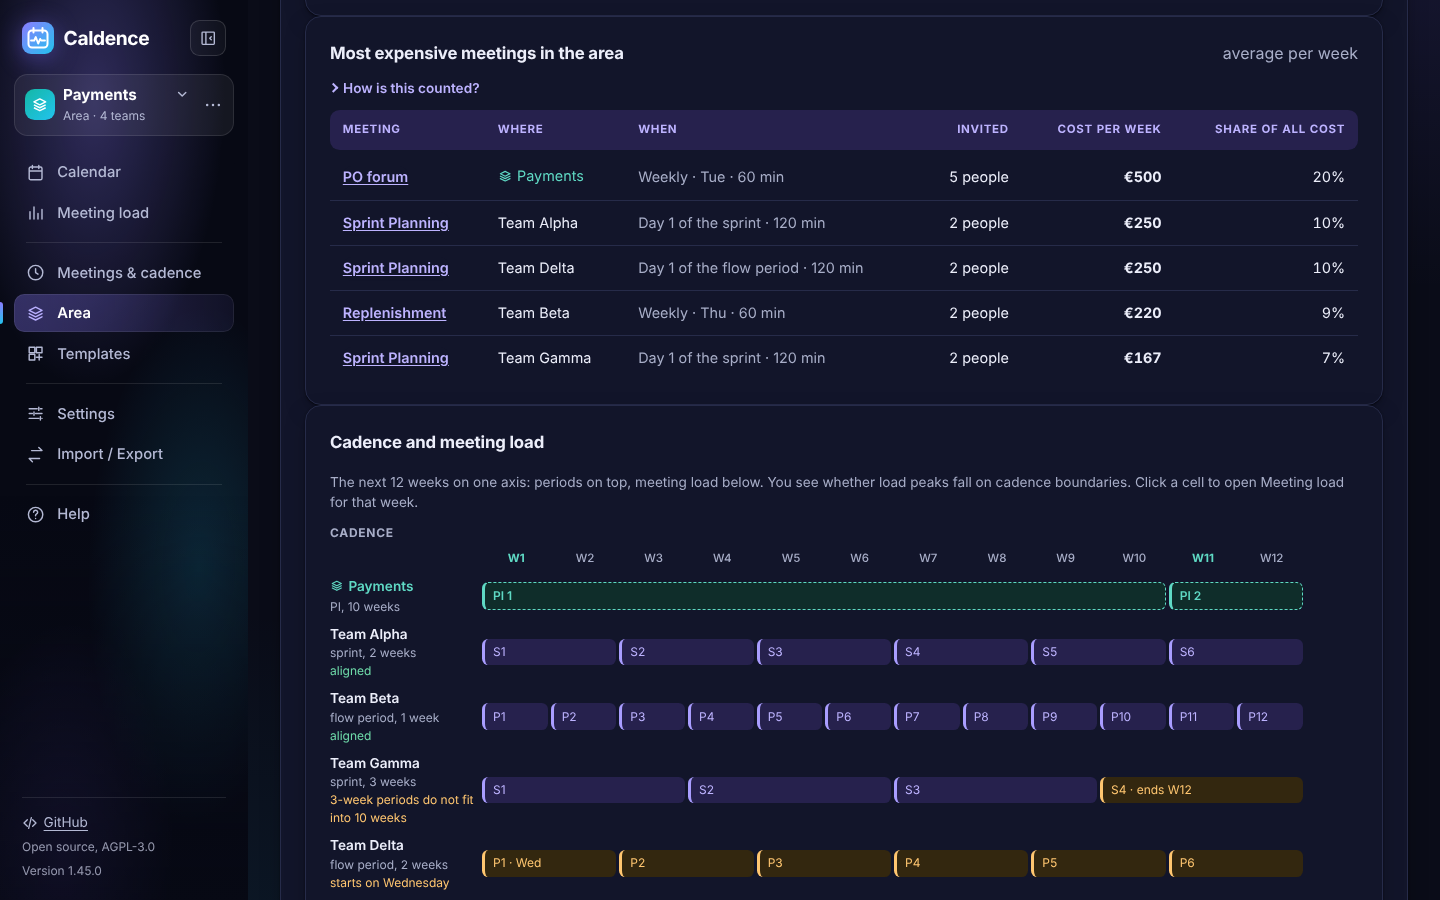 Caldence
Payments
Area · 4 teams
Calendar
Meeting load
Meetings & cadence
Area
Templates
Settings
Import / Export
Help
GitHub
Open source, AGPL-3.0
Version 1.45.0
Most expensive meetings in the area
average per week
How is this counted?
MEETING WHERE WHEN INVITED COST PER WEEK SHARE OF ALL COST
PO forum Payments Weekly · Tue · 60 min 5 people €500 20%
Sprint Planning Team Alpha Day 1 of the sprint · 120 min 2 people €250 10%
Sprint Planning Team Delta Day 1 of the flow period · 120 min 2 people €250 10%
Replenishment Team Beta Weekly · Thu · 60 min 2 people €220 9%
Sprint Planning Team Gamma Day 1 of the sprint · 120 min 2 people €167 7%
Cadence and meeting load
The next 12 weeks on one axis: periods on top, meeting load below. You see whether load peaks fall on cadence boundaries. Click a cell to open Meeting load
for that week.
CADENCE
W1 W2 W3 W4 W5 W6 W7 W8 W9 W10 W11 W12
Payments
PI, 10 weeks
PI 1 PI 2
Team Alpha
sprint, 2 weeks
aligned
S1 S2 S3 S4 S5 S6
Team Beta
flow period, 1 week
aligned
P1 P2 P3 P4 P5 P6 P7 P8 P9 P10 P11 P12
Team Gamma
sprint, 3 weeks
3-week periods do not fit
into 10 weeks
S1 S2 S3 S4 · ends W12
Team Delta
flow period, 2 weeks
starts on Wednesday
P1 · Wed P2 P3 P4 P5 P6